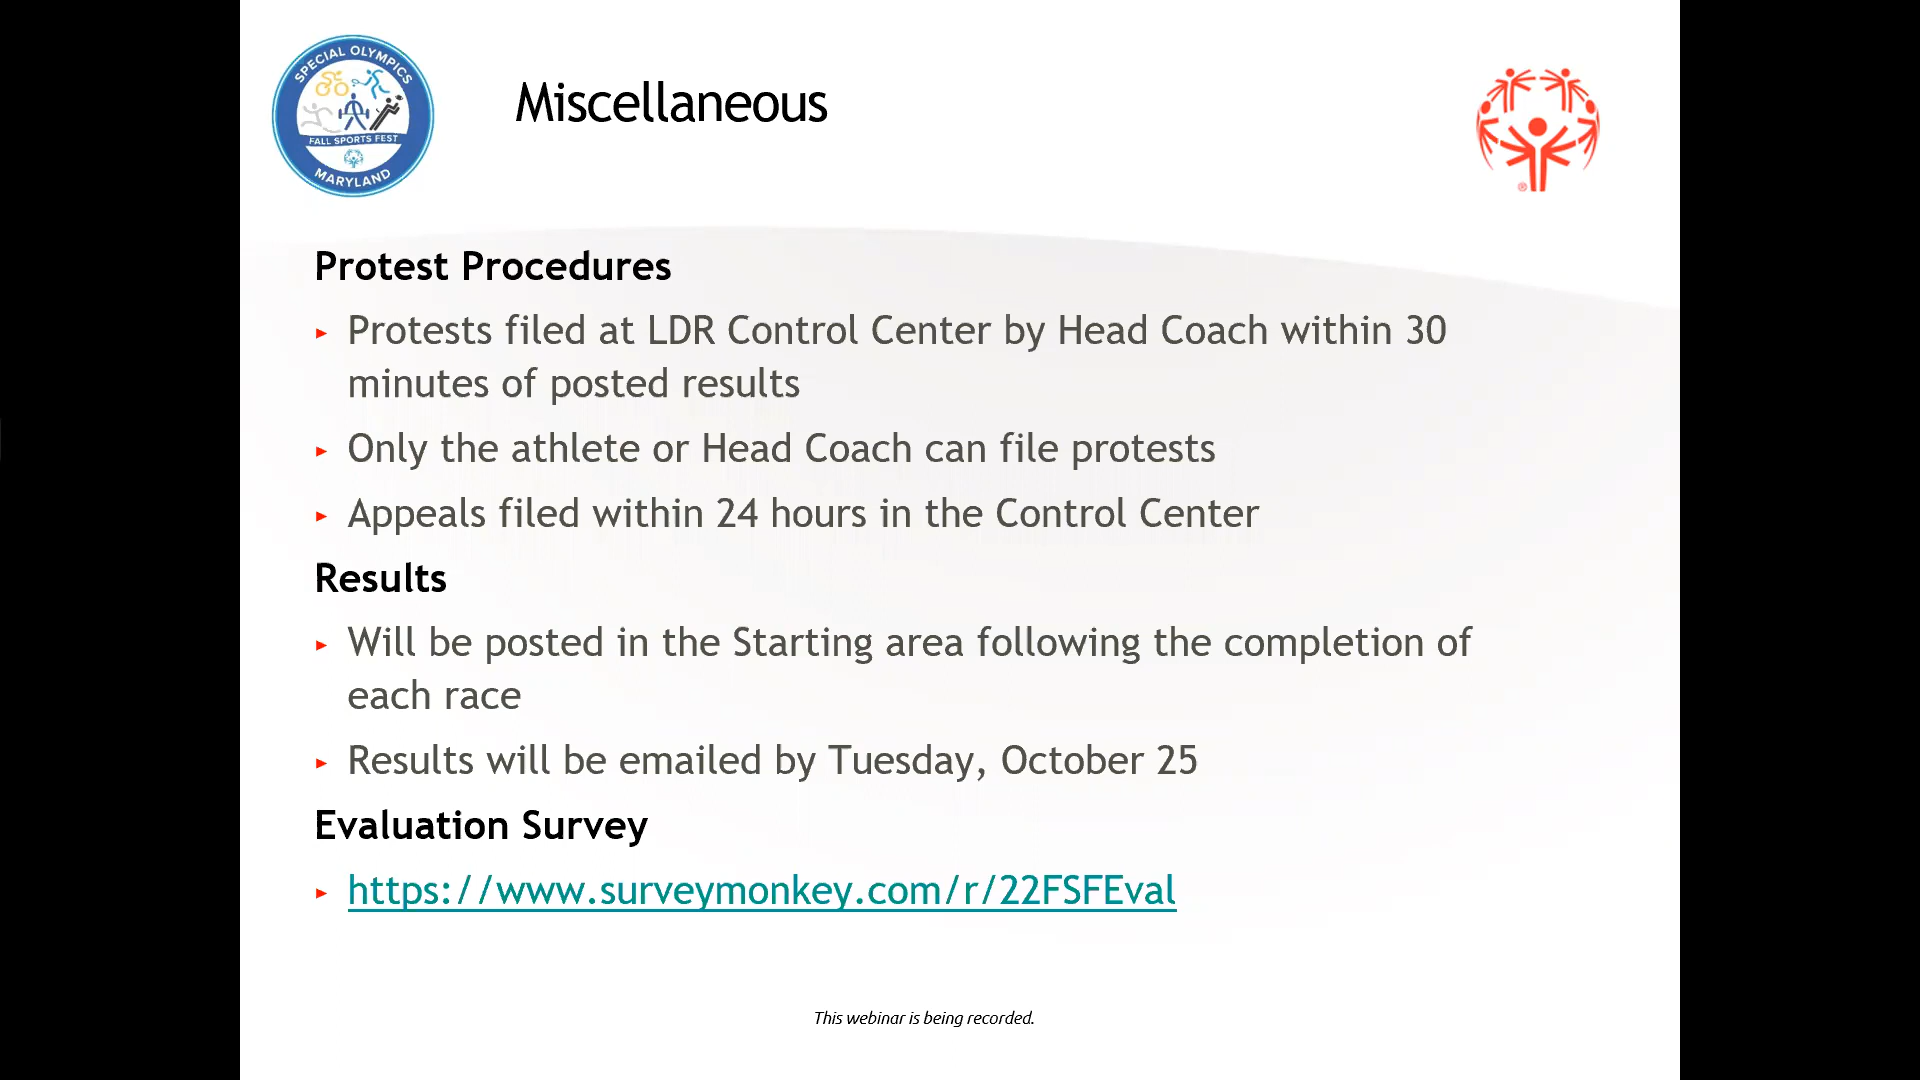 SPECIAL OLYMPICS
FALL SPORTS FEST
MARYLAND
Miscellaneous
®
Protest Procedures
► Protests filed at LDR Control Center by Head Coach within 30
minutes of posted results
► Only the athlete or Head Coach can file protests
► Appeals filed within 24 hours in the Control Center
Results
► Will be posted in the Starting area following the completion of
each race
► Results will be emailed by Tuesday, October 25
Evaluation Survey
► https://www.surveymonkey.com/r/22FSFEval
This webinar is being recorded.